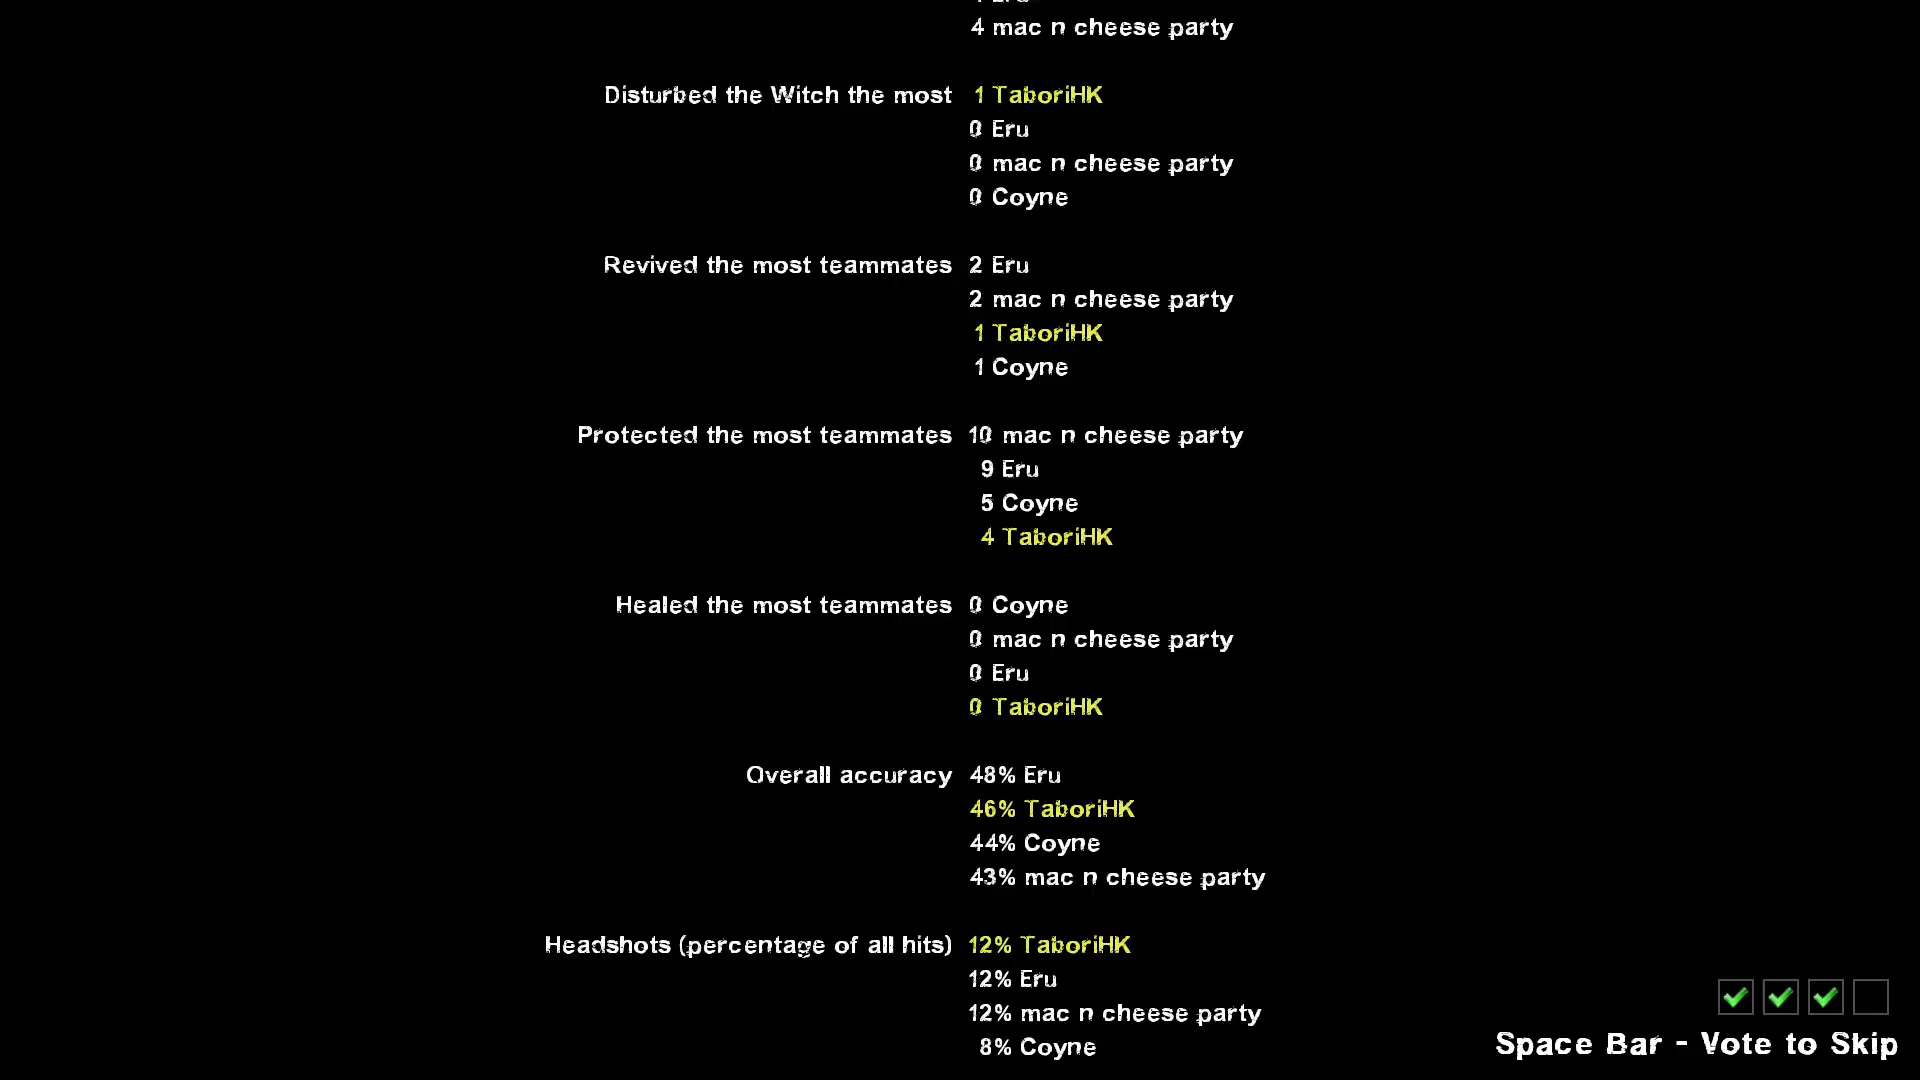 4 mac n cheese party
Disturbed the Witch the most 1 TaboriHK
0 Eru
0 mac n cheese party
0 Coyne
Revived the most teammates 2 Eru
2 mac n cheese party
1 TaboriHK
1 Coyne
Protected the most teammates 10 mac n cheese party
9 Eru
5 Coyne
4 TaboriHK
Healed the most teammates 0 Coyne
0 mac n cheese party
0 Eru
0 TaboriHK
Overall accuracy 48% Eru
46% TaboriHK
44% Coyne
43% mac n cheese party
Headshots (percentage of all hits) 12% TaboriHK
12% Eru
12% mac n cheese party
8% Coyne
Space Bar - Vote to Skip